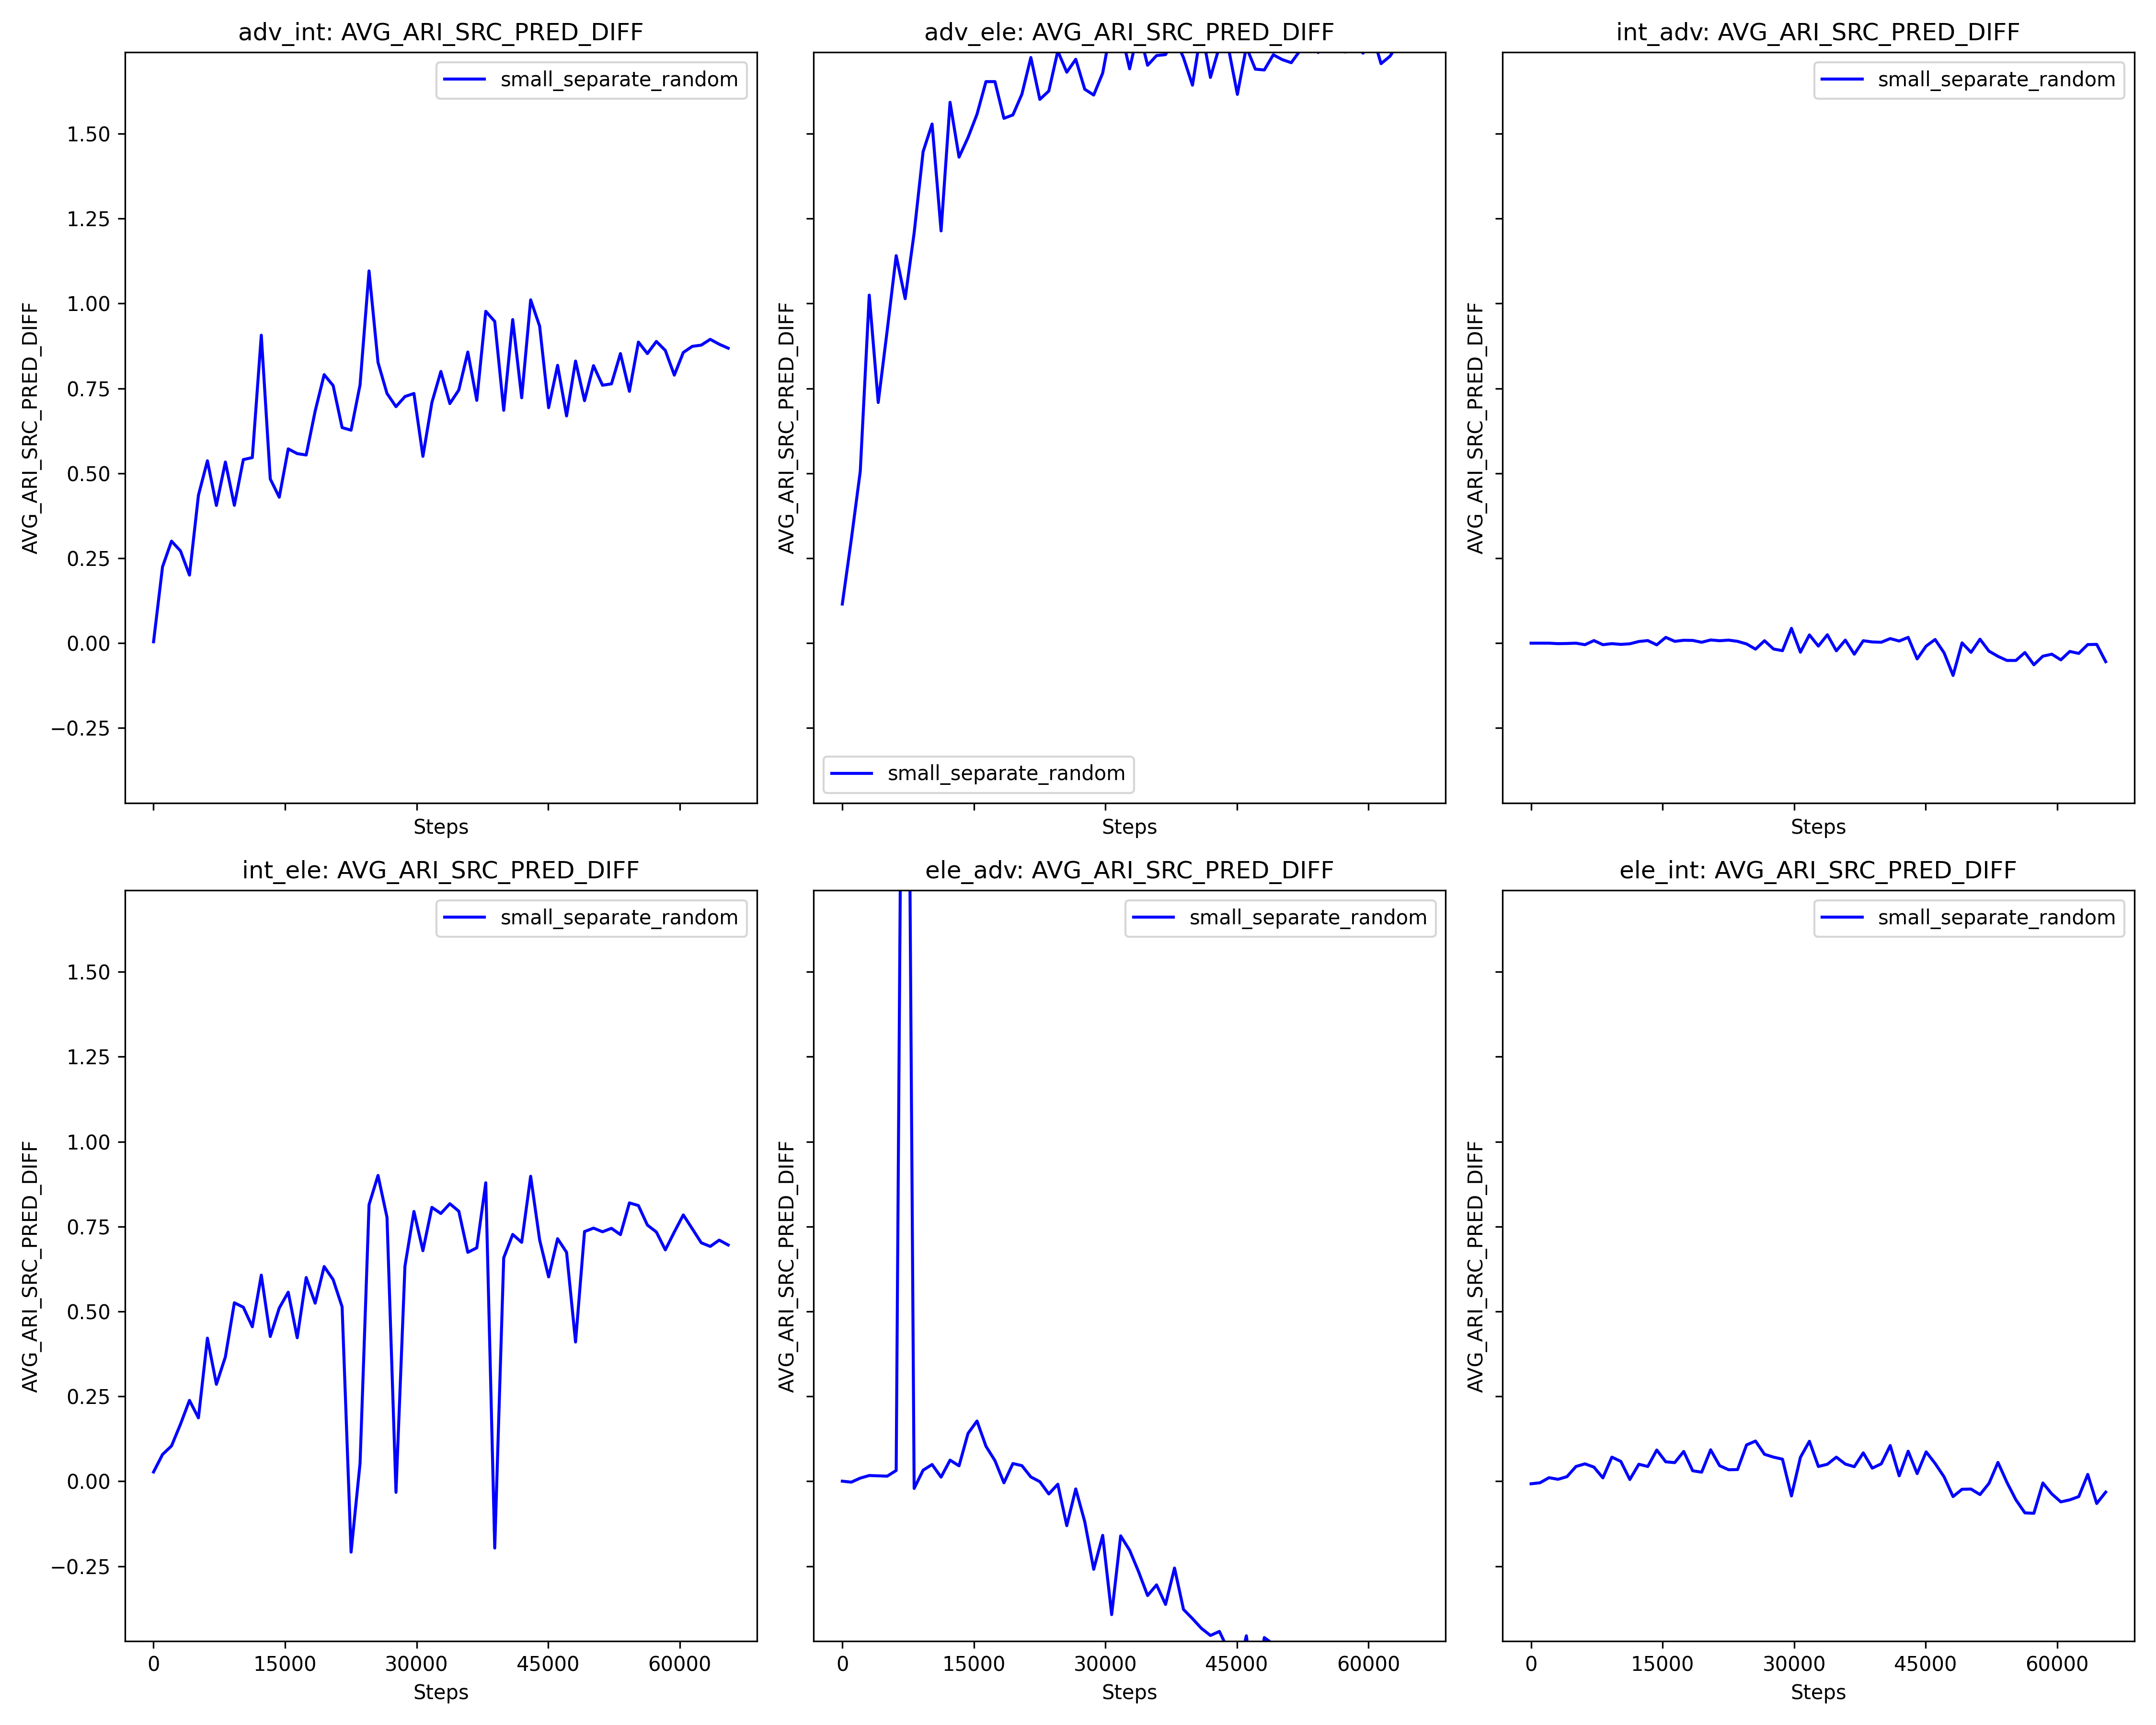 adv_int: AVG_ARI_SRC_PRED_DIFF
adv_ele: AVG_ARI_SRC_PRED_DIFF
int_adv: AVG_ARI_SRC_PRED_DIFF
small_separate_random
small_separate_random
small_separate_random
AVG_ARI_SRC_PRED_DIFF
1.50
1.25
1.00
0.75
0.50
0.25
0.00
−0.25
AVG_ARI_SRC_PRED_DIFF
AVG_ARI_SRC_PRED_DIFF
Steps
Steps
Steps
int_ele: AVG_ARI_SRC_PRED_DIFF
ele_adv: AVG_ARI_SRC_PRED_DIFF
ele_int: AVG_ARI_SRC_PRED_DIFF
small_separate_random
small_separate_random
small_separate_random
AVG_ARI_SRC_PRED_DIFF
1.50
1.25
1.00
0.75
0.50
0.25
0.00
−0.25
AVG_ARI_SRC_PRED_DIFF
AVG_ARI_SRC_PRED_DIFF
0 15000 30000 45000 60000
0 15000 30000 45000 60000
0 15000 30000 45000 60000
Steps
Steps
Steps